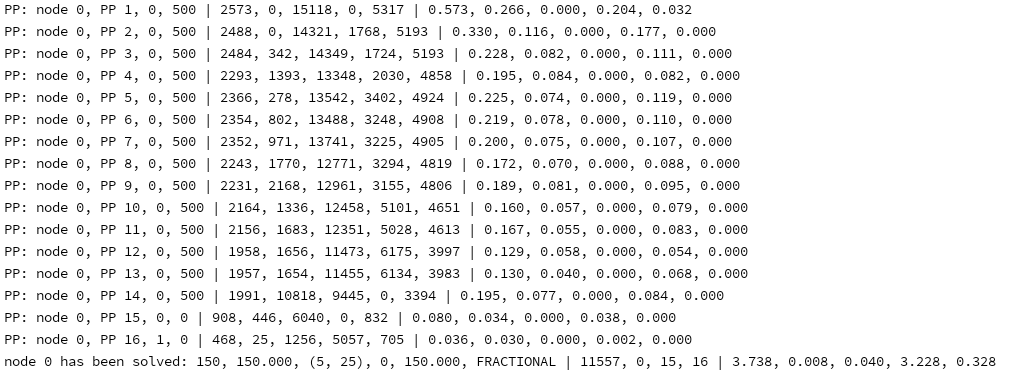 PP: node 0, PP 1, 0, 500 | 2573, 0, 15118, 0, 5317 | 0.573, 0.266, 0.000, 0.204, 0.032
PP: node 0, PP 2, 0, 500 | 2488, 0, 14321, 1768, 5193 | 0.330, 0.116, 0.000, 0.177, 0.000
PP: node 0, PP 3, 0, 500 | 2484, 342, 14349, 1724, 5193 | 0.228, 0.082, 0.000, 0.111, 0.000
PP: node 0, PP 4, 0, 500 | 2293, 1393, 13348, 2030, 4858 | 0.195, 0.084, 0.000, 0.082, 0.000
PP: node 0, PP 5, 0, 500 | 2366, 278, 13542, 3402, 4924 | 0.225, 0.074, 0.000, 0.119, 0.000
PP: node 0, PP 6, 0, 500 | 2354, 802, 13488, 3248, 4908 | 0.219, 0.078, 0.000, 0.110, 0.000
PP: node 0, PP 7, 0, 500 | 2352, 971, 13741, 3225, 4905 | 0.200, 0.075, 0.000, 0.107, 0.000
PP: node 0, PP 8, 0, 500 | 2243, 1770, 12771, 3294, 4819 | 0.172, 0.070, 0.000, 0.088, 0.000
PP: node 0, PP 9, 0, 500 | 2231, 2168, 12961, 3155, 4806 | 0.189, 0.081, 0.000, 0.095, 0.000
PP: node 0, PP 10, 0, 500 | 2164, 1336, 12458, 5101, 4651 | 0.160, 0.057, 0.000, 0.079, 0.000
PP: node 0, PP 11, 0, 500 | 2156, 1683, 12351, 5028, 4613 | 0.167, 0.055, 0.000, 0.083, 0.000
PP: node 0, PP 12, 0, 500 | 1958, 1656, 11473, 6175, 3997 | 0.129, 0.058, 0.000, 0.054, 0.000
PP: node 0, PP 13, 0, 500 | 1957, 1654, 11455, 6134, 3983 | 0.130, 0.040, 0.000, 0.068, 0.000
PP: node 0, PP 14, 0, 500 | 1991, 10818, 9445, 0, 3394 | 0.195, 0.077, 0.000, 0.084, 0.000
PP: node 0, PP 15, 0, 0 | 908, 446, 6040, 0, 832 | 0.080, 0.034, 0.000, 0.038, 0.000
PP: node 0, PP 16, 1, 0 | 468, 25, 1256, 5057, 705 | 0.036, 0.030, 0.000, 0.002, 0.000
node 0 has been solved: 150, 150.000, (5, 25), 0, 150.000, FRACTIONAL | 11557, 0, 15, 16 | 3.738, 0.008, 0.040, 3.228, 0.328